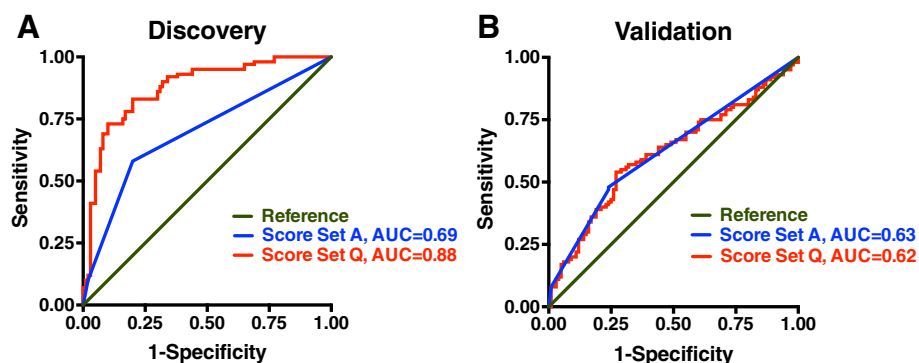 A
Discovery
1.00
0.75
0.50
0.25
0.00
Sensitivity
Reference
Score Set A, AUC=0.69
Score Set Q, AUC=0.88
0.00 0.25 0.50 0.75 1.00
1-Specificity
B
Validation
1.00
0.75
0.50
0.25
0.00
Sensitivity
Reference
Score Set A, AUC=0.63
Score Set Q, AUC=0.62
0.00 0.25 0.50 0.75 1.00
1-Specificity